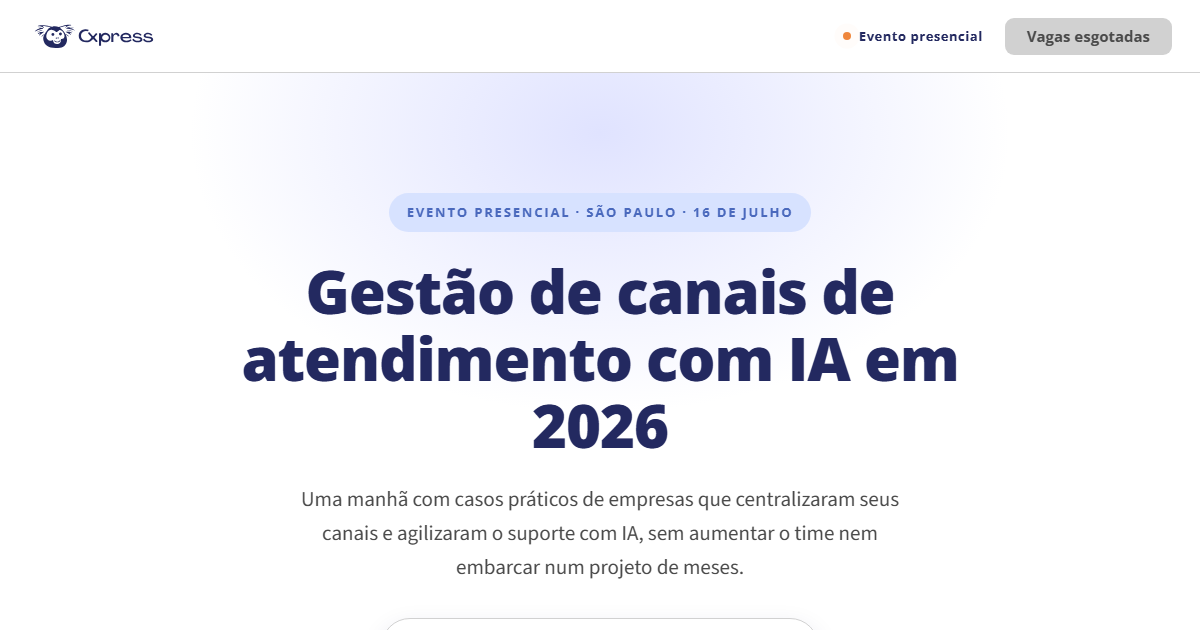 Cxpress
Evento presencial
Vagas esgotadas
EVENTO PRESENCIAL · SÃO PAULO · 16 DE JULHO
Gestão de canais de
atendimento com IA em
2026
Uma manhã com casos práticos de empresas que centralizaram seus
canais e agilizaram o suporte com IA, sem aumentar o time nem
embarcar num projeto de meses.